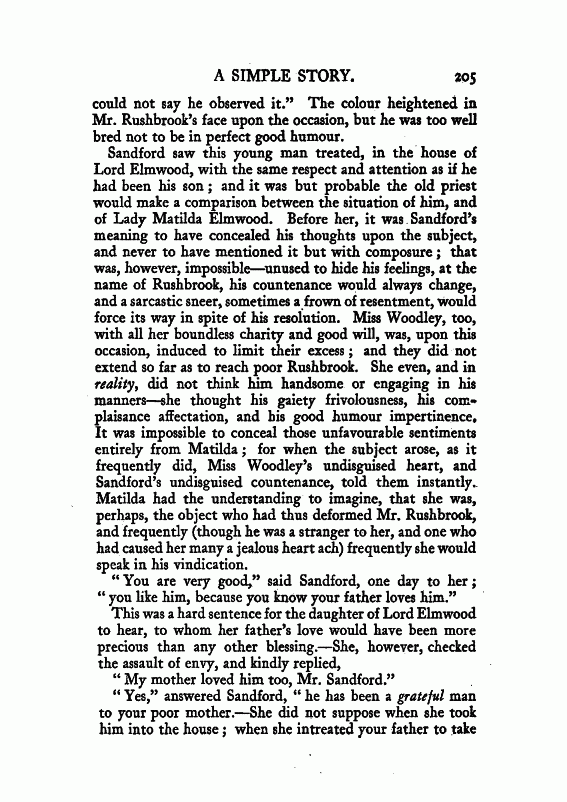 A SIMPLE STORY. 205
could not say he observed it.” The colour heightened in
Mr. Rushbrook’s face upon the occasion, but he was too well
bred not to be in perfect good humour.
Sandford saw this young man treated, in the house of
Lord Elmwood, with the same respect and attention as if he
had been his son ; and it was but probable the old priest
would make a comparison between the situation of him, and
of Lady Matilda Elmwood. Before her, it was Sandford’s
meaning to have concealed his thoughts upon the subject,
and never to have mentioned it but with composure ; that
was, however, impossible—unused to hide his feelings, at the
name of Rushbrook, his countenance would always change,
and a sarcastic sneer, sometimes a frown of resentment, would
force its way in spite of his resolution. Miss Woodley, too,
with all her boundless charity and good will, was, upon this
occasion, induced to limit their excess ; and they did not
extend so far as to reach poor Rushbrook. She even, and in
reality, did not think him handsome or engaging in his
manners—she thought his gaiety frivolousness, his com-
plaisance affectation, and his good humour impertinence.
It was impossible to conceal those unfavourable sentiments
entirely from Matilda ; for when the subject arose, as it
frequently did, Miss Woodley’s undisguised heart, and
Sandford’s undisguised countenance, told them instantly.
Matilda had the understanding to imagine, that she was,
perhaps, the object who had thus deformed Mr. Rushbrook,
and frequently (though he was a stranger to her, and one who
had caused her many a jealous heart ach) frequently she would
speak in his vindication.
“ You are very good,” said Sandford, one day to her ;
“ you like him, because you know your father loves him.”
This was a hard sentence for the daughter of Lord Elmwood
to hear, to whom her father’s love would have been more
precious than any other blessing.—She, however, checked
the assault of envy, and kindly replied,
“ My mother loved him too, Mr. Sandford.”
“ Yes,” answered Sandford, “ he has been a grateful man
to your poor mother.—She did not suppose when she took
him into the house ; when she intreated your father to take